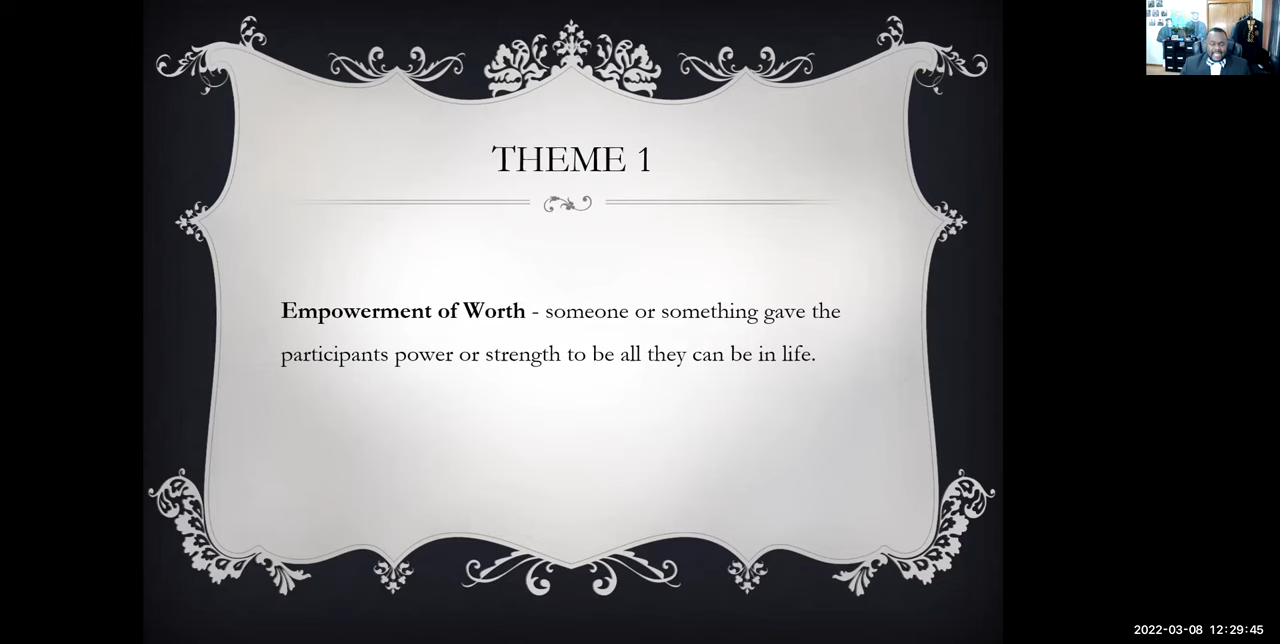 THEME 1
Empowerment of Worth - someone or something gave the
participants power or strength to be all they can be in life.
2022-03-08 12:29:45